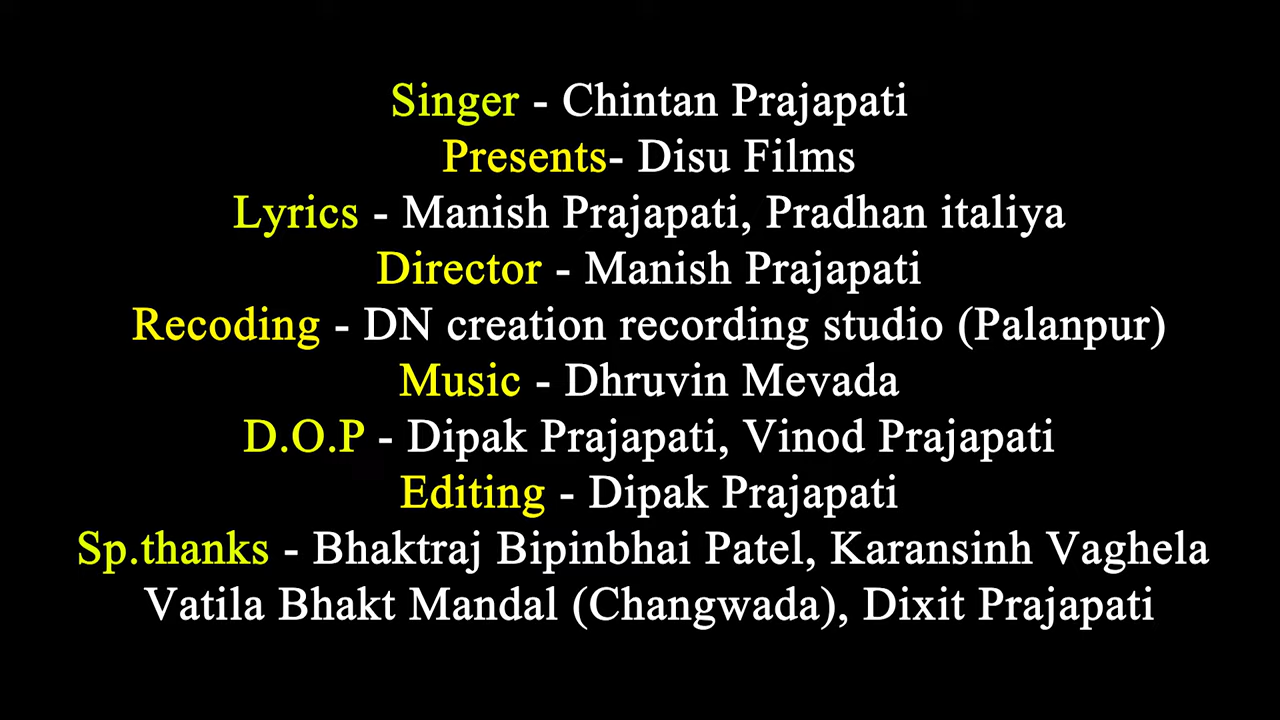 Singer - Chintan Prajapati
Presents- Disu Films
Lyrics - Manish Prajapati, Pradhan italiya
Director - Manish Prajapati
Recoding - DN creation recording studio (Palanpur)
Music - Dhruvin Mevada
D.O.P - Dipak Prajapati, Vinod Prajapati
Editing - Dipak Prajapati
Sp.thanks - Bhaktraj Bipinbhai Patel, Karansinh Vaghela
Vatila Bhakt Mandal (Changwada), Dixit Prajapati